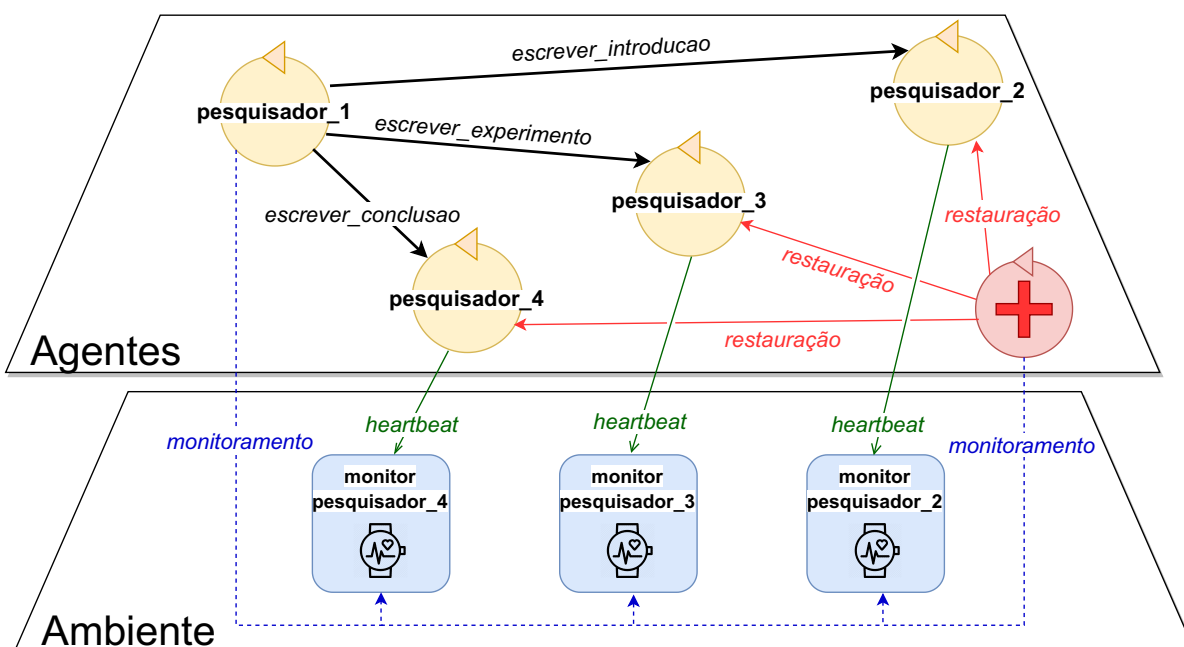 escrever_introducao
pesquisador_1
pesquisador_2
escrever_experimento
pesquisador_3
escrever_conclusao
restauração
restauração
pesquisador_4
restauração
Agentes
heartbeat
heartbeat
heartbeat
monitoramento
monitoramento
monitor
pesquisador_4
monitor
pesquisador_3
monitor
pesquisador_2
Ambiente